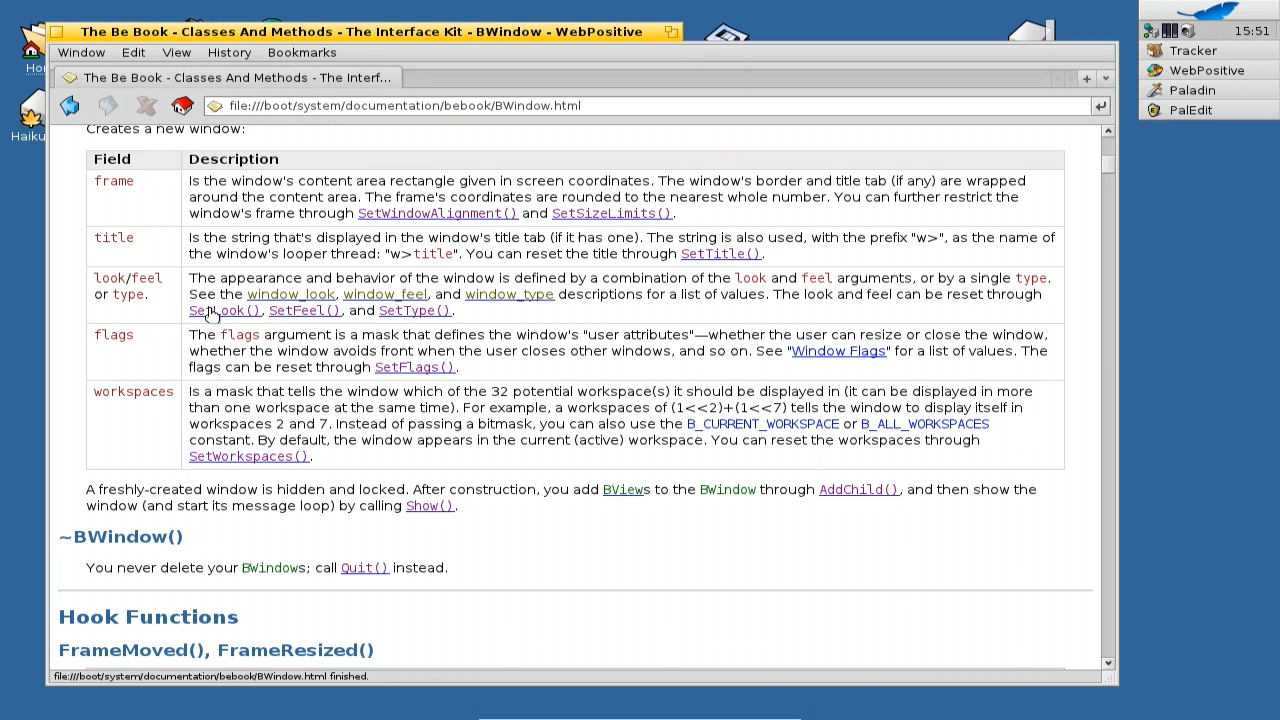 The Be Book - Classes And Methods - The Interface Kit - BWindow - WebPositive
Window Edit View History Bookmarks
The Be Book - Classes And Methods - The Interf...
file:///boot/system/documentation/bebook/BWindow.html
15:51
Tracker
WebPositive
Paladin
PalEdit
Creates a new window:
Field Description
frame Is the window's content area rectangle given in screen coordinates. The window's border and title tab (if any) are wrapped
around the content area. The frame's coordinates are rounded to the nearest whole number. You can further restrict the
window's frame through SetWindowAlignment() and SetSizeLimits().
title Is the string that's displayed in the window's title tab (if it has one). The string is also used, with the prefix "w>", as the name of
the window's looper thread: "w>title". You can reset the title through SetTitle().
look/feel The appearance and behavior of the window is defined by a combination of the look and feel arguments, or by a single type.
or type. See the window_look, window_feel, and window_type descriptions for a list of values. The look and feel can be reset through
SetLook(), SetFeel(), and SetType().
flags The flags argument is a mask that defines the window's "user attributes"—whether the user can resize or close the window,
whether the window avoids front when the user closes other windows, and so on. See "Window Flags" for a list of values. The
flags can be reset through SetFlags().
workspaces Is a mask that tells the window which of the 32 potential workspace(s) it should be displayed in (it can be displayed in more
than one workspace at the same time). For example, a workspaces of (1<<2)+(1<<7) tells the window to display itself in
workspaces 2 and 7. Instead of passing a bitmask, you can also use the B_CURRENT_WORKSPACE or B_ALL_WORKSPACES
constant. By default, the window appears in the current (active) workspace. You can reset the workspaces through
SetWorkspaces().
A freshly-created window is hidden and locked. After construction, you add BViews to the BWindow through AddChild(), and then show the
window (and start its message loop) by calling Show().
~BWindow()
You never delete your BWindows; call Quit() instead.
Hook Functions
FrameMoved(), FrameResized()
file:///boot/system/documentation/bebook/BWindow.html finished.